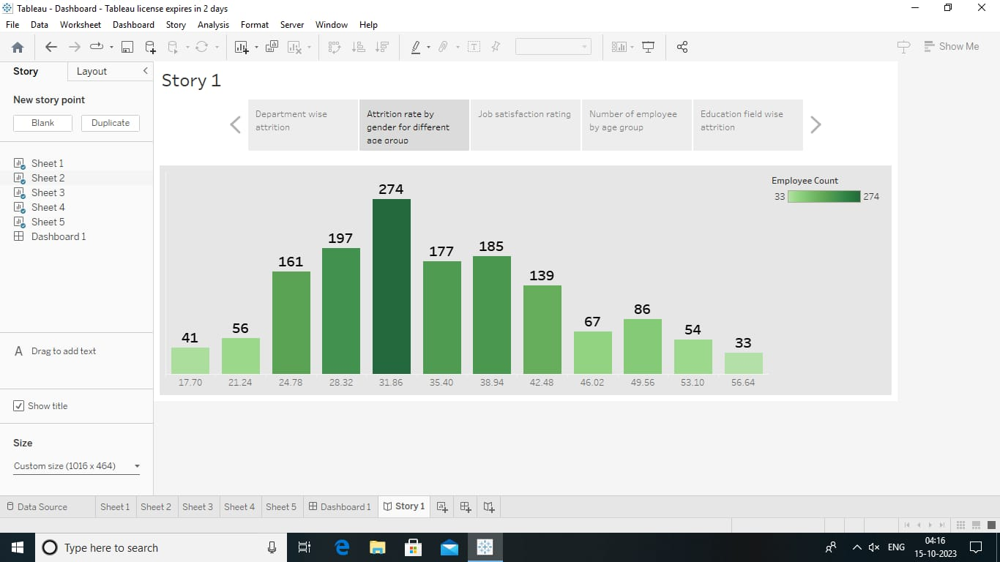 Tableau - Dashboard - Tableau license expires in 2 days
File Data Worksheet Dashboard Story Analysis Format Server Window Help
Show Me
Story Layout
New story point
Blank Duplicate
Sheet 1
Sheet 2
Sheet 3
Sheet 4
Sheet 5
Dashboard 1
A Drag to add text
Show title
Size
Custom size (1016 x 464)
Story 1
Department wise
attrition
Attrition rate by
gender for different
age group
Job satisfaction rating
Number of employee
by age group
Education field wise
attrition
Employee Count
33 274
41 56 161 197 274 177 185 139 67 86 54 33
17.70 21.24 24.78 28.32 31.86 35.40 38.94 42.48 46.02 49.56 53.10 56.64
Data Source Sheet 1 Sheet 2 Sheet 3 Sheet 4 Sheet 5 Dashboard 1 Story 1
Type here to search
ENG
04:16
15-10-2023